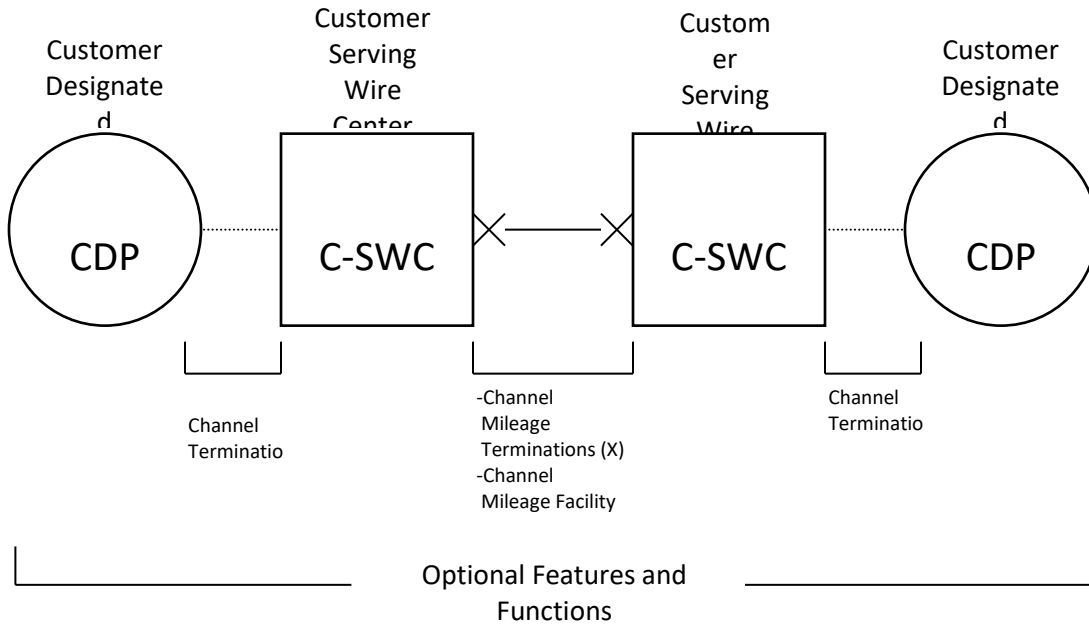 Customer
Designate
d
Customer
Serving
Wire
Center
Custom
er
Serving
Wire
Customer
Designate
d
CDP
C-SWC
C-SWC
CDP
Channel
Terminatio
-Channel
Mileage
Terminations (X)
-Channel
Mileage Facility
Channel
Terminatio
Optional Features and
Functions